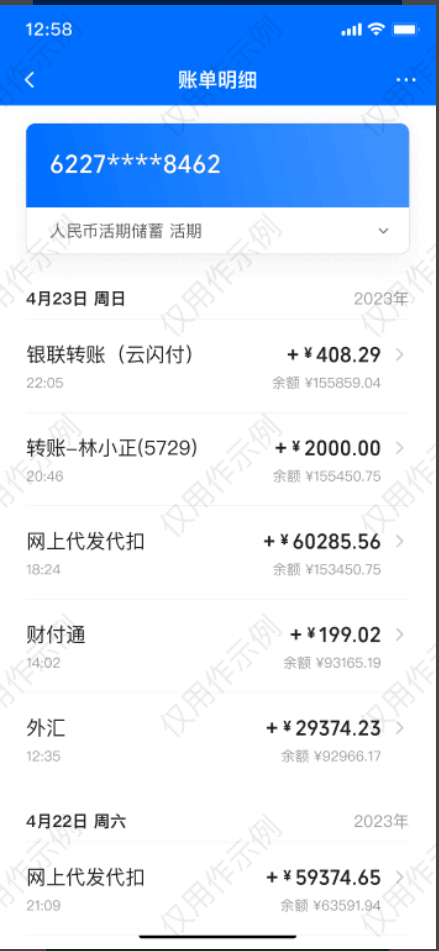 12:58
账单明细
6227****8462
人民币活期储蓄 活期
4月23日 周日 2023年
银联转账（云闪付） +¥408.29
22:05 余额 ¥155859.04
转账-林小正(5729) +¥2000.00
20:46 余额 ¥155450.75
网上代发代扣 +¥60285.56
18:24 余额 ¥153450.75
财付通 +¥199.02
14:02 余额 ¥93165.19
外汇 +¥29374.23
12:35 余额 ¥92966.17
4月22日 周六 2023年
网上代发代扣 +¥59374.65
21:09 余额 ¥63591.94
仅用作示例